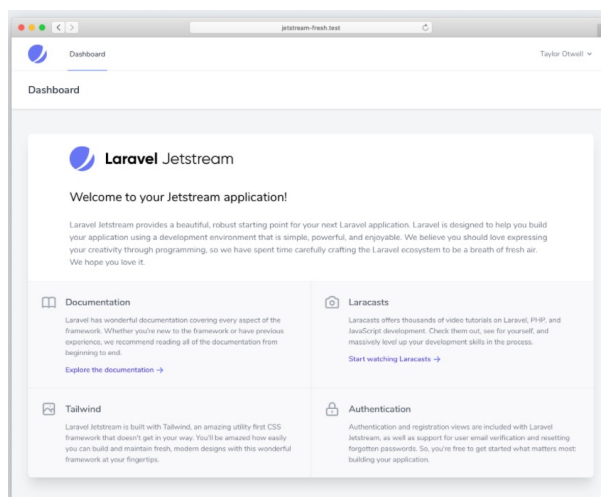 jetstream-fresh.test
Dashboard
Taylor Otwell
Dashboard
Laravel Jetstream
Welcome to your Jetstream application!
Laravel Jetstream provides a beautiful, robust starting point for your next Laravel application. Laravel is designed to help you build
your application using a development environment that is simple, powerful, and enjoyable. We believe you should love expressing
your creativity through programming, so we have spent time carefully crafting the Laravel ecosystem to be a breath of fresh air.
We hope you love it.
Documentation
Laravel has wonderful documentation covering every aspect of the
framework. Whether you're new to the framework or have previous
experience, we recommend reading all of the documentation from
beginning to end.
Explore the documentation →
Laracasts
Laracasts offers thousands of video tutorials on Laravel, PHP, and
JavaScript development. Check them out, see for yourself, and
massively level up your development skills in the process.
Start watching Laracasts →
Tailwind
Laravel Jetstream is built with Tailwind, an amazing utility first CSS
framework that doesn't get in your way. You'll be amazed how easily
you can build and maintain fresh, modern designs with this wonderful
framework at your fingertips.
Authentication
Authentication and registration views are included with Laravel
Jetstream, as well as support for user email verification and resetting
forgotten passwords. So, you're free to get started what matters most:
building your application.